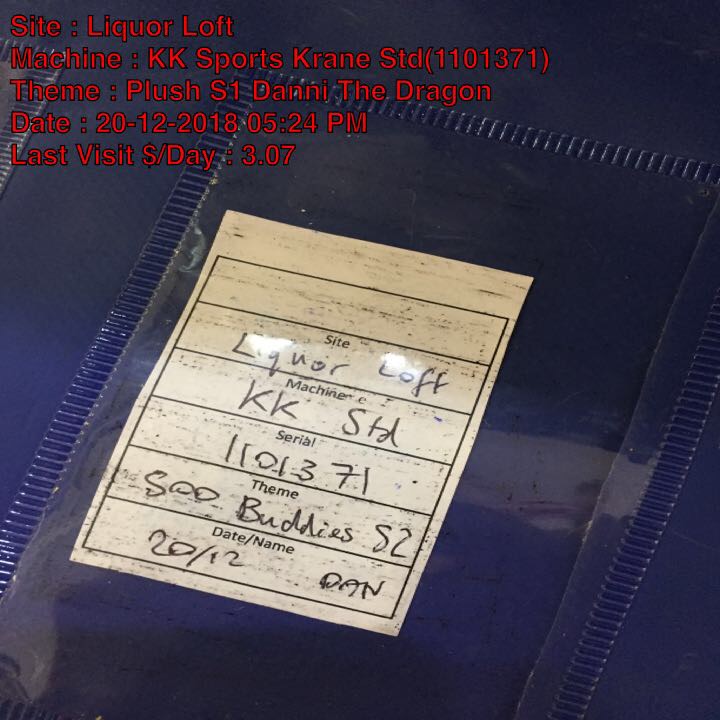 Site : Liquor Loft
Machine : KK Sports Krane Std(1101371)
Theme : Plush S1 Danni The Dragon
Date : 20-12-2018 05:24 PM
Last Visit $/Day : 3.07
Site
Liquor Loft
Machine
KK Std
Serial
1101371
Theme
SOO Buddies S2
Date/Name
20/12 DAN